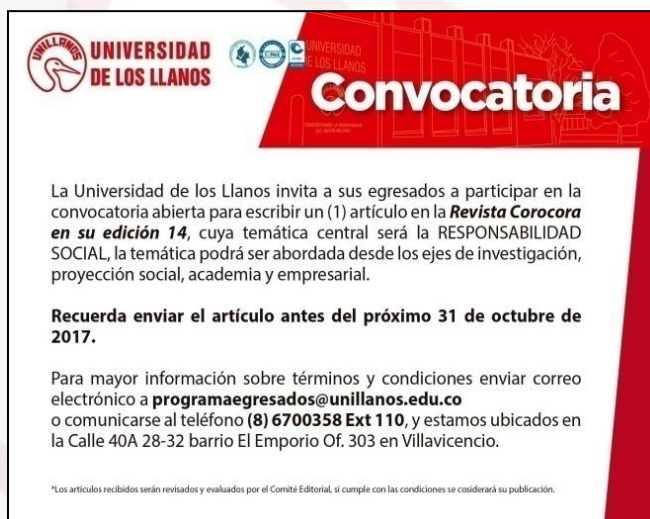 UNILLANOS
UNIVERSIDAD
DE LOS LLANOS
UNIVERSIDAD
DE LOS LLANOS
Convocatoria
La Universidad de los Llanos invita a sus egresados a participar en la
convocatoria abierta para escribir un (1) artículo en la Revista Corocora
en su edición 14, cuya temática central será la RESPONSABILIDAD
SOCIAL, la temática podrá ser abordada desde los ejes de investigación,
proyección social, academia y empresarial.
Recuerda enviar el artículo antes del próximo 31 de octubre de
2017.
Para mayor información sobre términos y condiciones enviar correo
electrónico a programaegresados@unillanos.edu.co
o comunicarse al teléfono (8) 6700358 Ext 110, y estamos ubicados en
la Calle 40A 28-32 barrio El Emporio Of. 303 en Villavicencio.
*Los artículos recibidos serán revisados y evaluados por el Comité Editorial, si cumple con las condiciones se cosiderará su publicación.